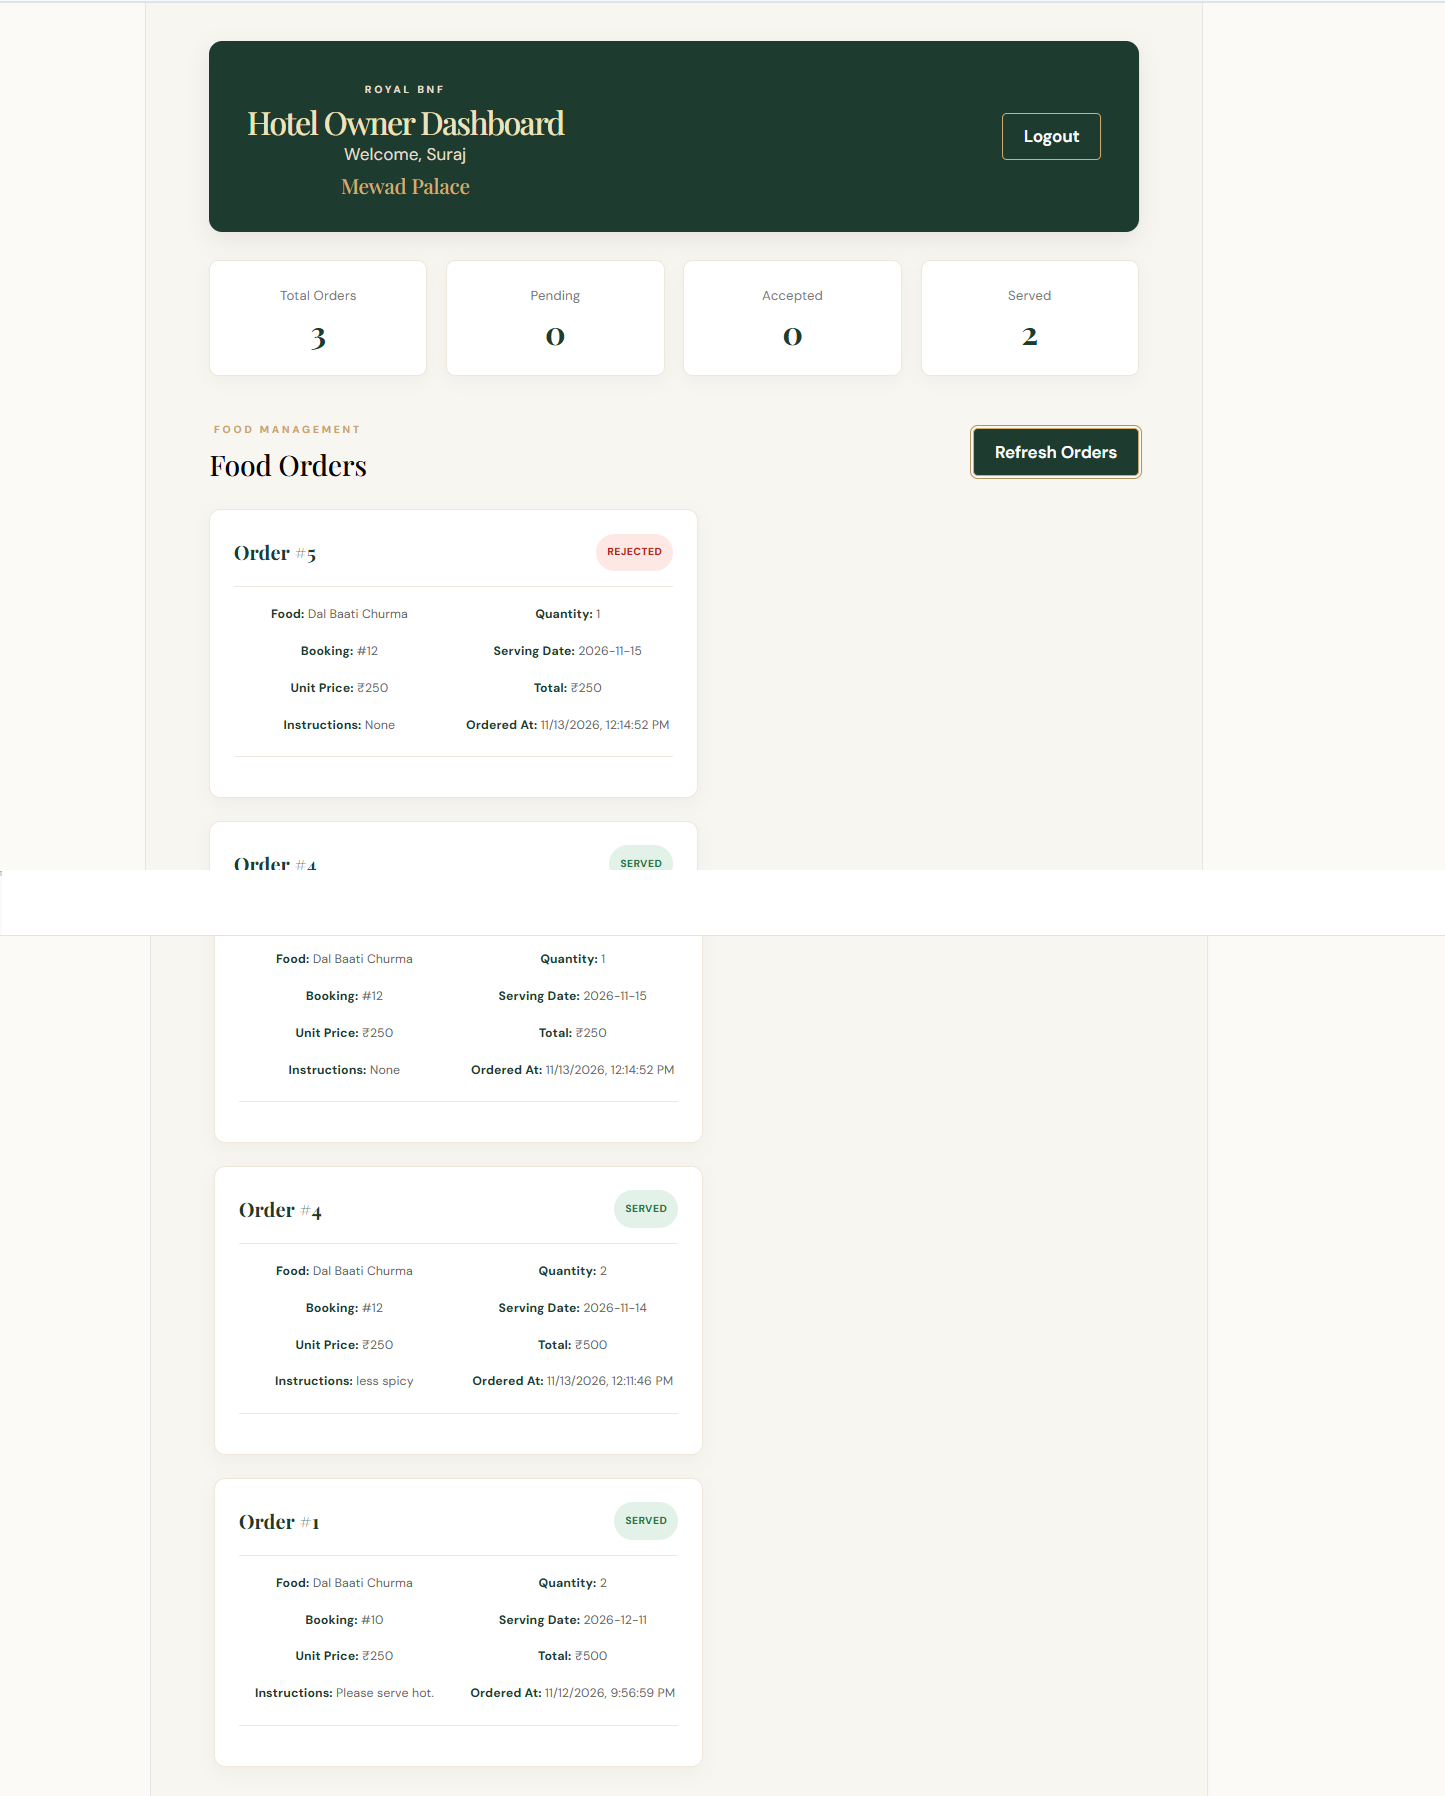 ROYAL BNF
Hotel Owner Dashboard
Welcome, Suraj
Mewad Palace
Logout
Total Orders
3
Pending
0
Accepted
0
Served
2
FOOD MANAGEMENT
Food Orders
Refresh Orders
Order #5
REJECTED
Food: Dal Baati Churma
Quantity: 1
Booking: #12
Serving Date: 2026-11-15
Unit Price: ₹250
Total: ₹250
Instructions: None
Ordered At: 11/13/2026, 12:14:52 PM
Order #4
SERVED
Food: Dal Baati Churma
Quantity: 1
Booking: #12
Serving Date: 2026-11-15
Unit Price: ₹250
Total: ₹250
Instructions: None
Ordered At: 11/13/2026, 12:14:52 PM
Order #4
SERVED
Food: Dal Baati Churma
Quantity: 2
Booking: #12
Serving Date: 2026-11-14
Unit Price: ₹250
Total: ₹500
Instructions: less spicy
Ordered At: 11/13/2026, 12:11:46 PM
Order #1
SERVED
Food: Dal Baati Churma
Quantity: 2
Booking: #10
Serving Date: 2026-12-11
Unit Price: ₹250
Total: ₹500
Instructions: Please serve hot.
Ordered At: 11/12/2026, 9:56:59 PM